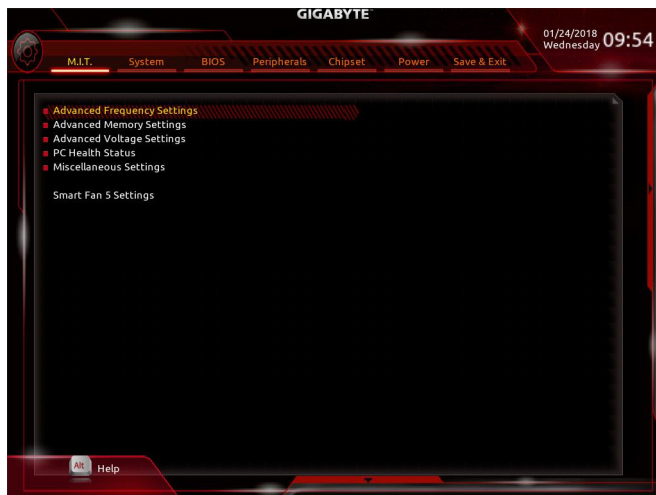 GIGABYTE™
01/24/2018
Wednesday
09:54
M.I.T. System BIOS Peripherals Chipset Power Save & Exit
Advanced Frequency Settings
Advanced Memory Settings
Advanced Voltage Settings
PC Health Status
Miscellaneous Settings
Smart Fan 5 Settings
Alt Help